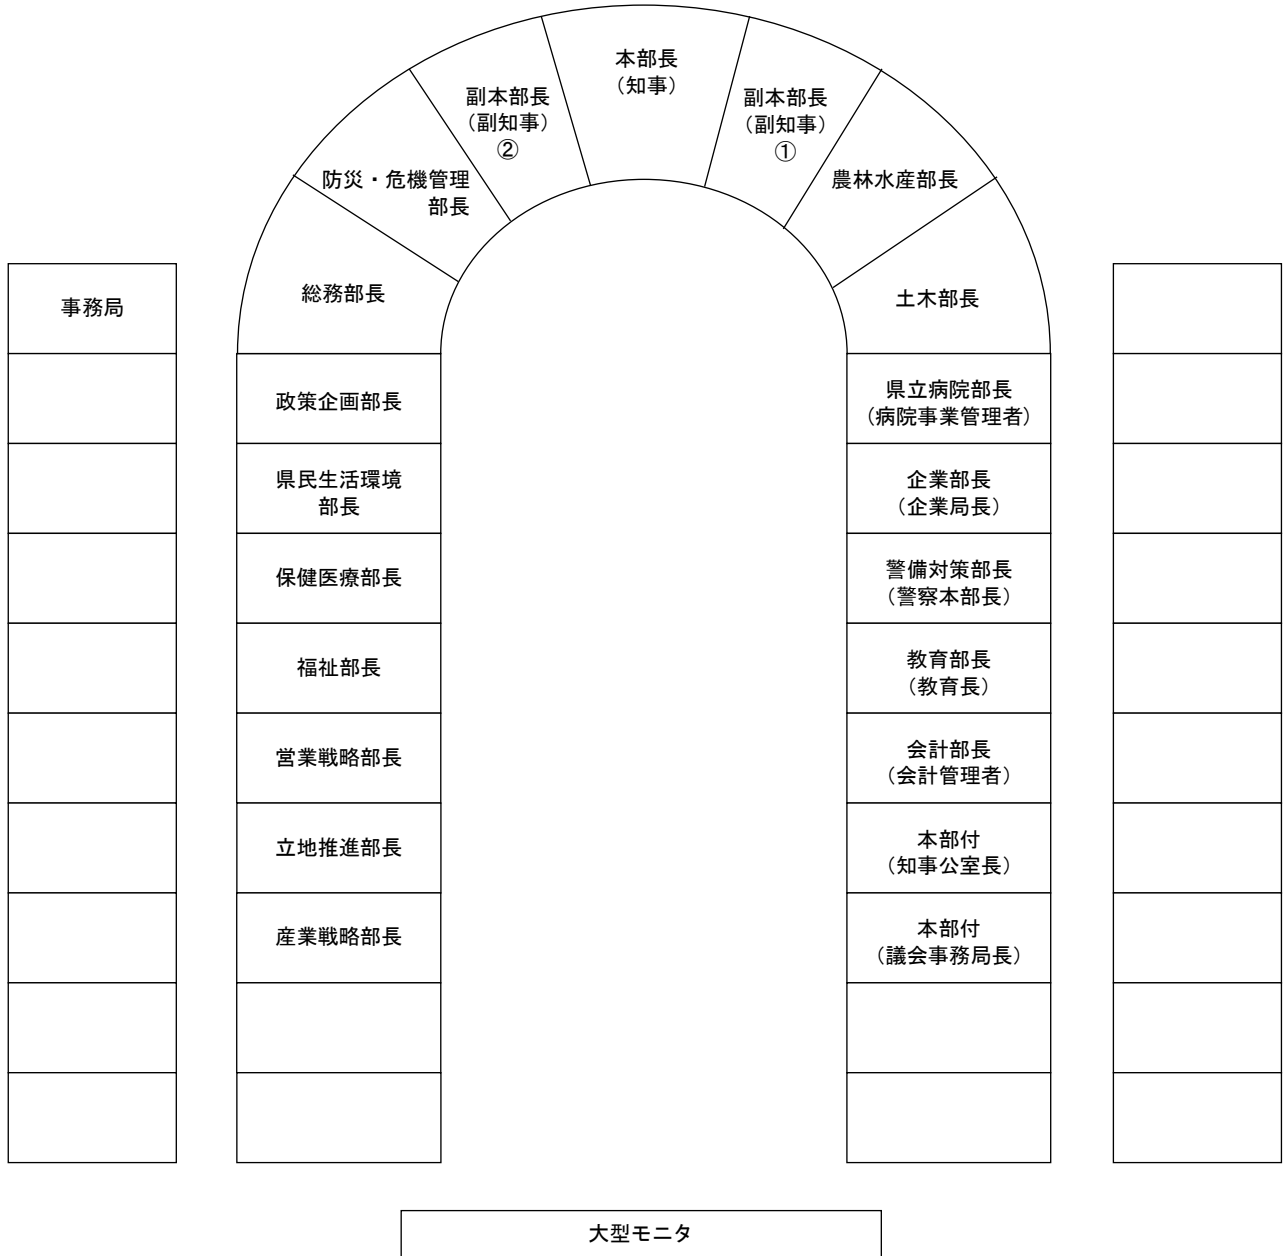 本部長
（知事）
副本部長
（副知事）
②
副本部長
（副知事）
①
防災・危機管理
部長
農林水産部長
総務部長
土木部長
事務局
政策企画部長
県立病院部長
（病院事業管理者）
県民生活環境
部長
企業部長
（企業局長）
保健医療部長
警備対策部長
（警察本部長）
福祉部長
教育部長
（教育長）
営業戦略部長
会計部長
（会計管理者）
立地推進部長
本部付
（知事公室長）
産業戦略部長
本部付
（議会事務局長）
大型モニタ